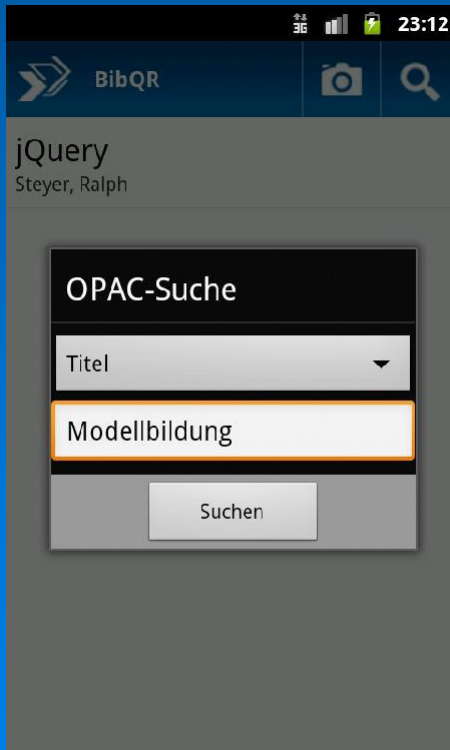 3G 23:12
BibQR
jQuery
Steyer, Ralph
OPAC-Suche
Titel
Modellbildung
Suchen